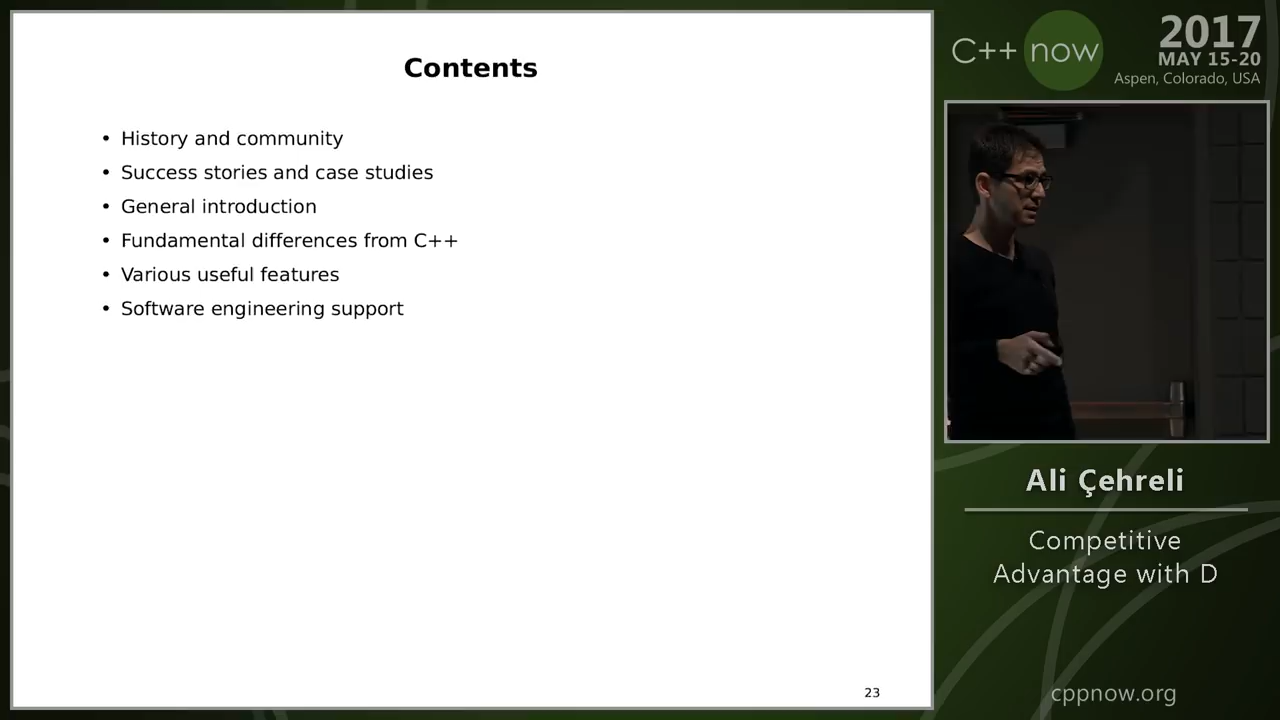 Contents
• History and community
• Success stories and case studies
• General introduction
• Fundamental differences from C++
• Various useful features
• Software engineering support
23
C++ now
2017
MAY 15-20
Aspen, Colorado, USA
Ali Çehreli
Competitive
Advantage with D
cppnow.org